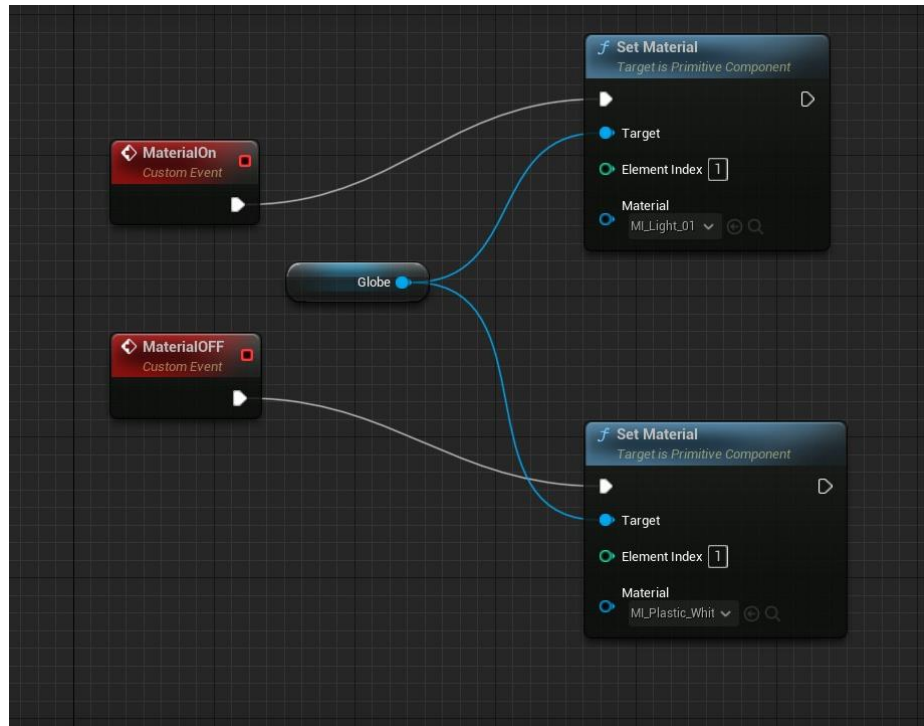 Set Material
Target is Primitive Component
Target
Element Index 1
Material
MI_Light_01
MaterialOn
Custom Event
Globe
MaterialOFF
Custom Event
Set Material
Target is Primitive Component
Target
Element Index 1
Material
MI_Plastic_Whit